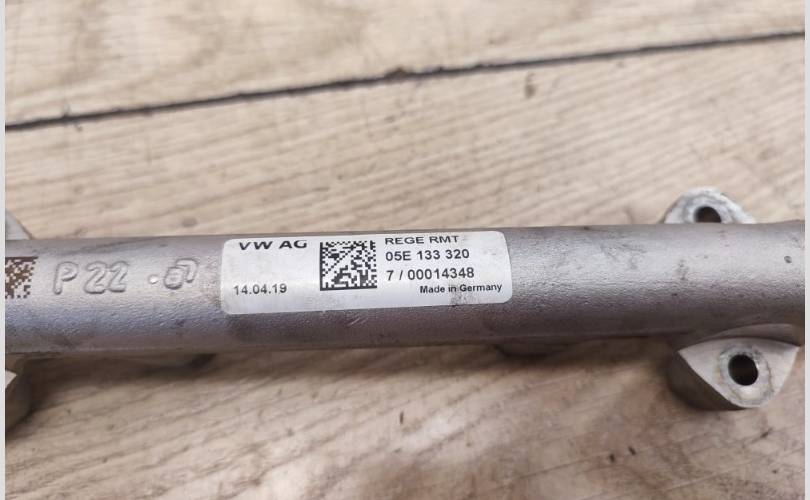 P22
VW AG
14.04.19
REGE RMT
05E 133 320
7 / 00014348
Made in Germany